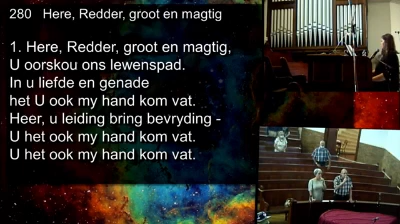 280 Here, Redder, groot en magtig
1. Here, Redder, groot en magtig,
U oorskou ons lewenspad.
In u liefde en genade
het U ook my hand kom vat.
Heer, u leiding bring bevryding -
U het ook my hand kom vat.
U het ook my hand kom vat.